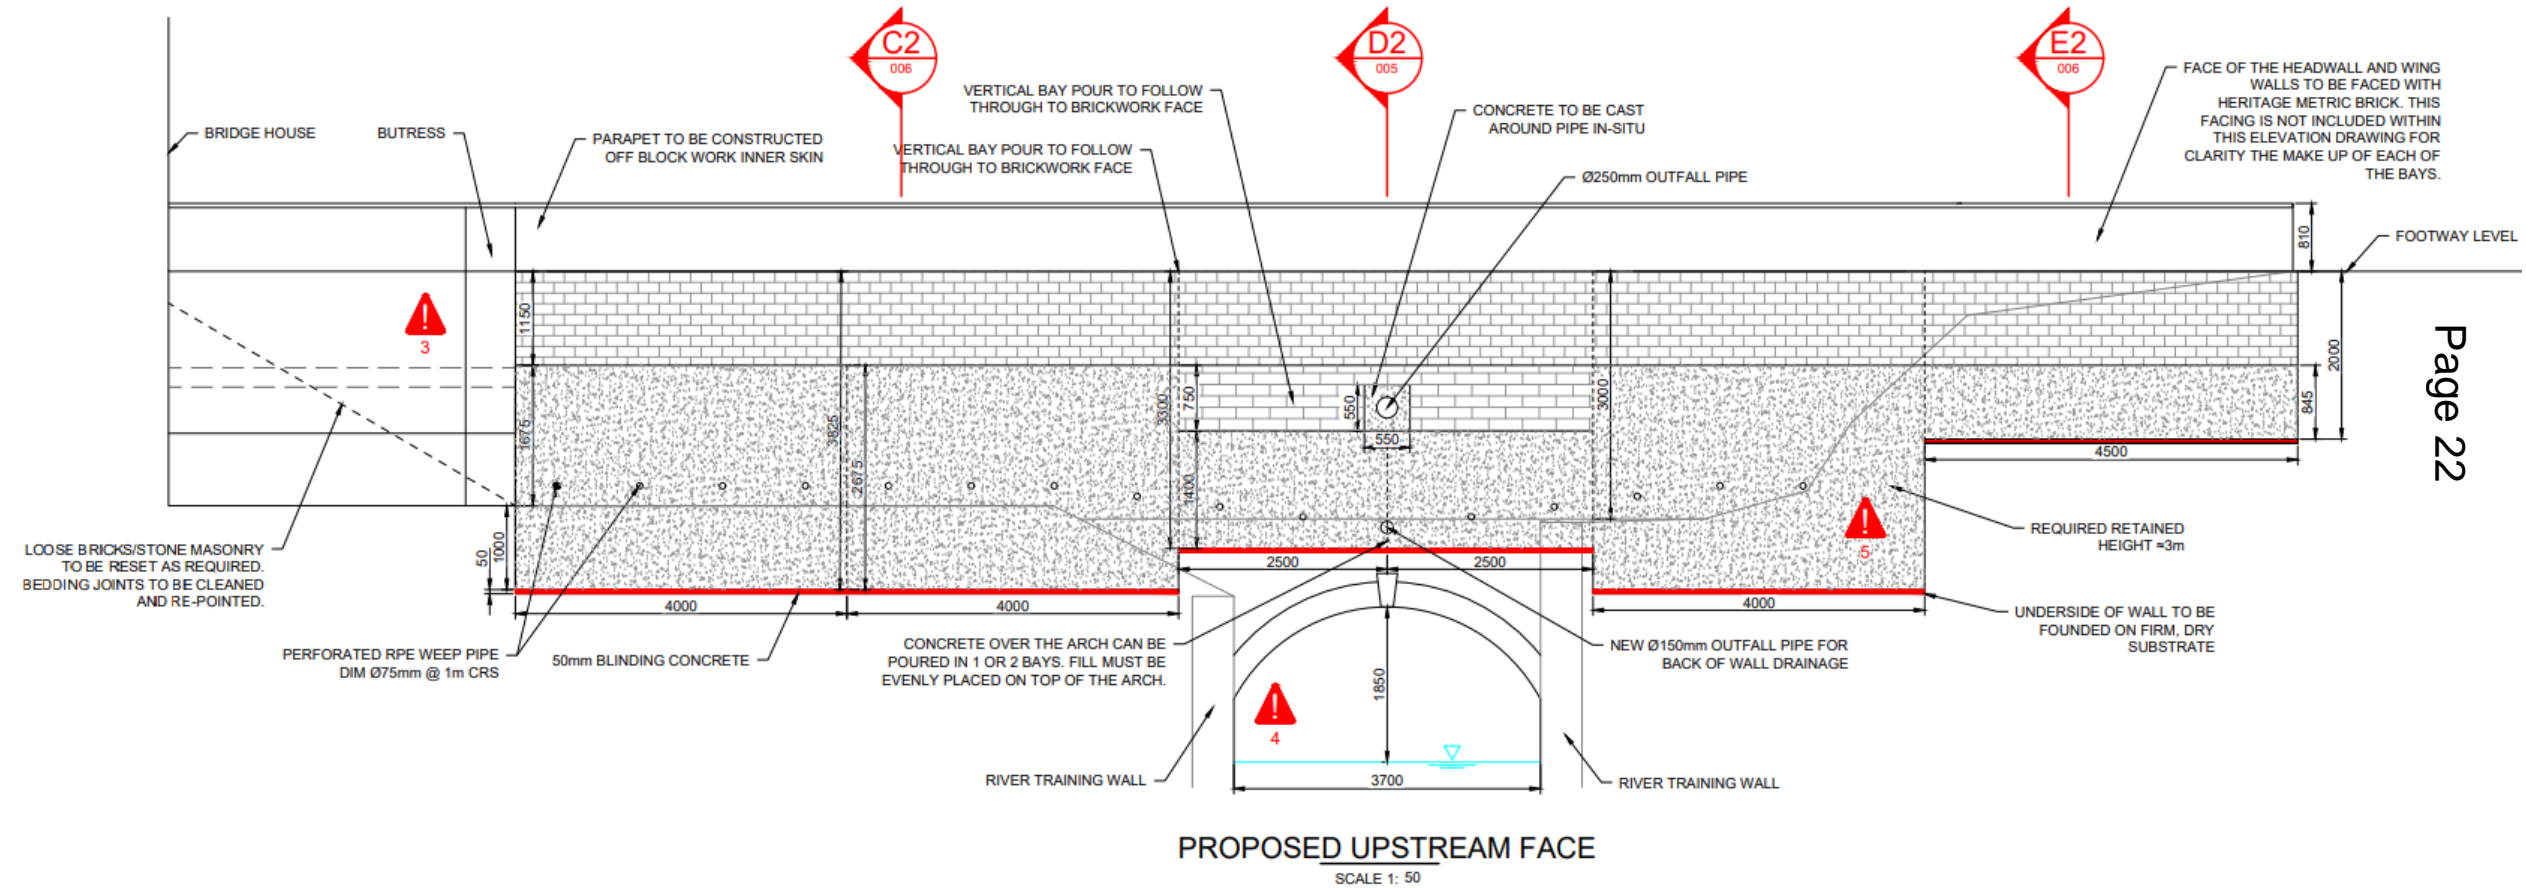 C2
006
D2
005
E2
006
FACE OF THE HEADWALL AND WING
WALLS TO BE FACED WITH
HERITAGE METRIC BRICK. THIS
FACING IS NOT INCLUDED WITHIN
THIS ELEVATION DRAWING FOR
CLARITY THE MAKE UP OF EACH OF
THE BAYS.
VERTICAL BAY POUR TO FOLLOW
THROUGH TO BRICKWORK FACE
CONCRETE TO BE CAST
AROUND PIPE IN-SITU
BRIDGE HOUSE
BUTRESS
PARAPET TO BE CONSTRUCTED
OFF BLOCK WORK INNER SKIN
VERTICAL BAY POUR TO FOLLOW
THROUGH TO BRICKWORK FACE
Ø250mm OUTFALL PIPE
810
FOOTWAY LEVEL
!
3
1150
1675
3825
2675
3300
750
1400
550
550
3000
2000
845
4500
Page 22
!
5
REQUIRED RETAINED
HEIGHT ≈3m
LOOSE BRICKS/STONE MASONRY
TO BE RESET AS REQUIRED.
BEDDING JOINTS TO BE CLEANED
AND RE-POINTED.
50
1000
2500
2500
4000
4000
4000
UNDERSIDE OF WALL TO BE
FOUNDED ON FIRM, DRY
SUBSTRATE
PERFORATED RPE WEEP PIPE
DIM Ø75mm @ 1m CRS
50mm BLINDING CONCRETE
CONCRETE OVER THE ARCH CAN BE
POURED IN 1 OR 2 BAYS. FILL MUST BE
EVENLY PLACED ON TOP OF THE ARCH.
NEW Ø150mm OUTFALL PIPE FOR
BACK OF WALL DRAINAGE
1850
!
4
RIVER TRAINING WALL
3700
RIVER TRAINING WALL
PROPOSED UPSTREAM FACE
SCALE 1: 50